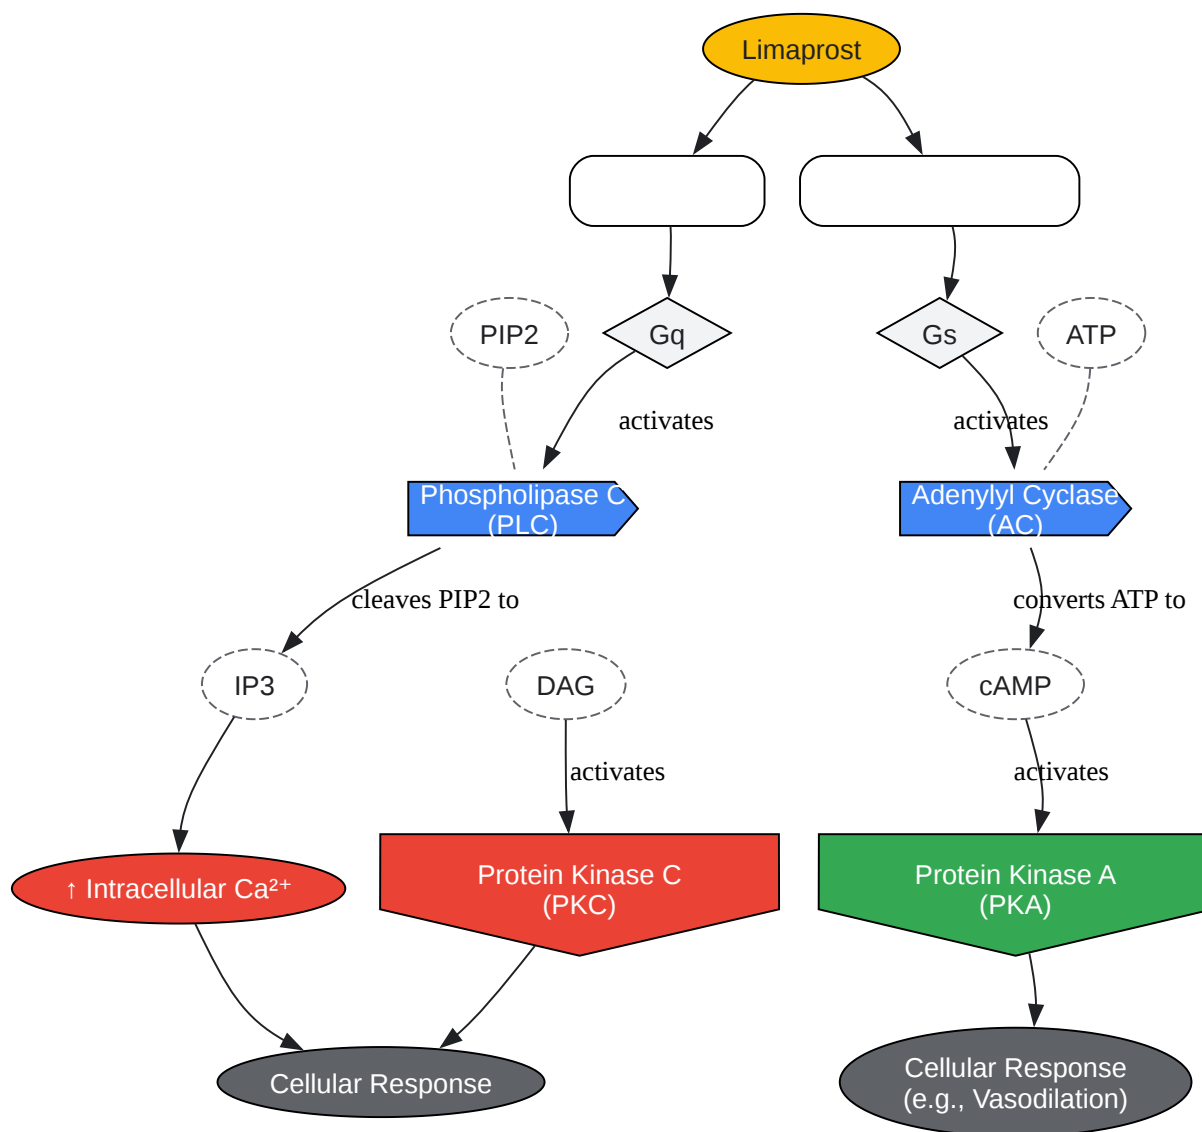 Limaprost
PIP2
Gq
Gs
ATP
activates
activates
Phospholipase C
(PLC)
Adenylyl Cyclase
(AC)
cleaves PIP2 to
converts ATP to
IP3
DAG
cAMP
activates
activates
↑ Intracellular Ca²⁺
Protein Kinase C
(PKC)
Protein Kinase A
(PKA)
Cellular Response
Cellular Response
(e.g., Vasodilation)